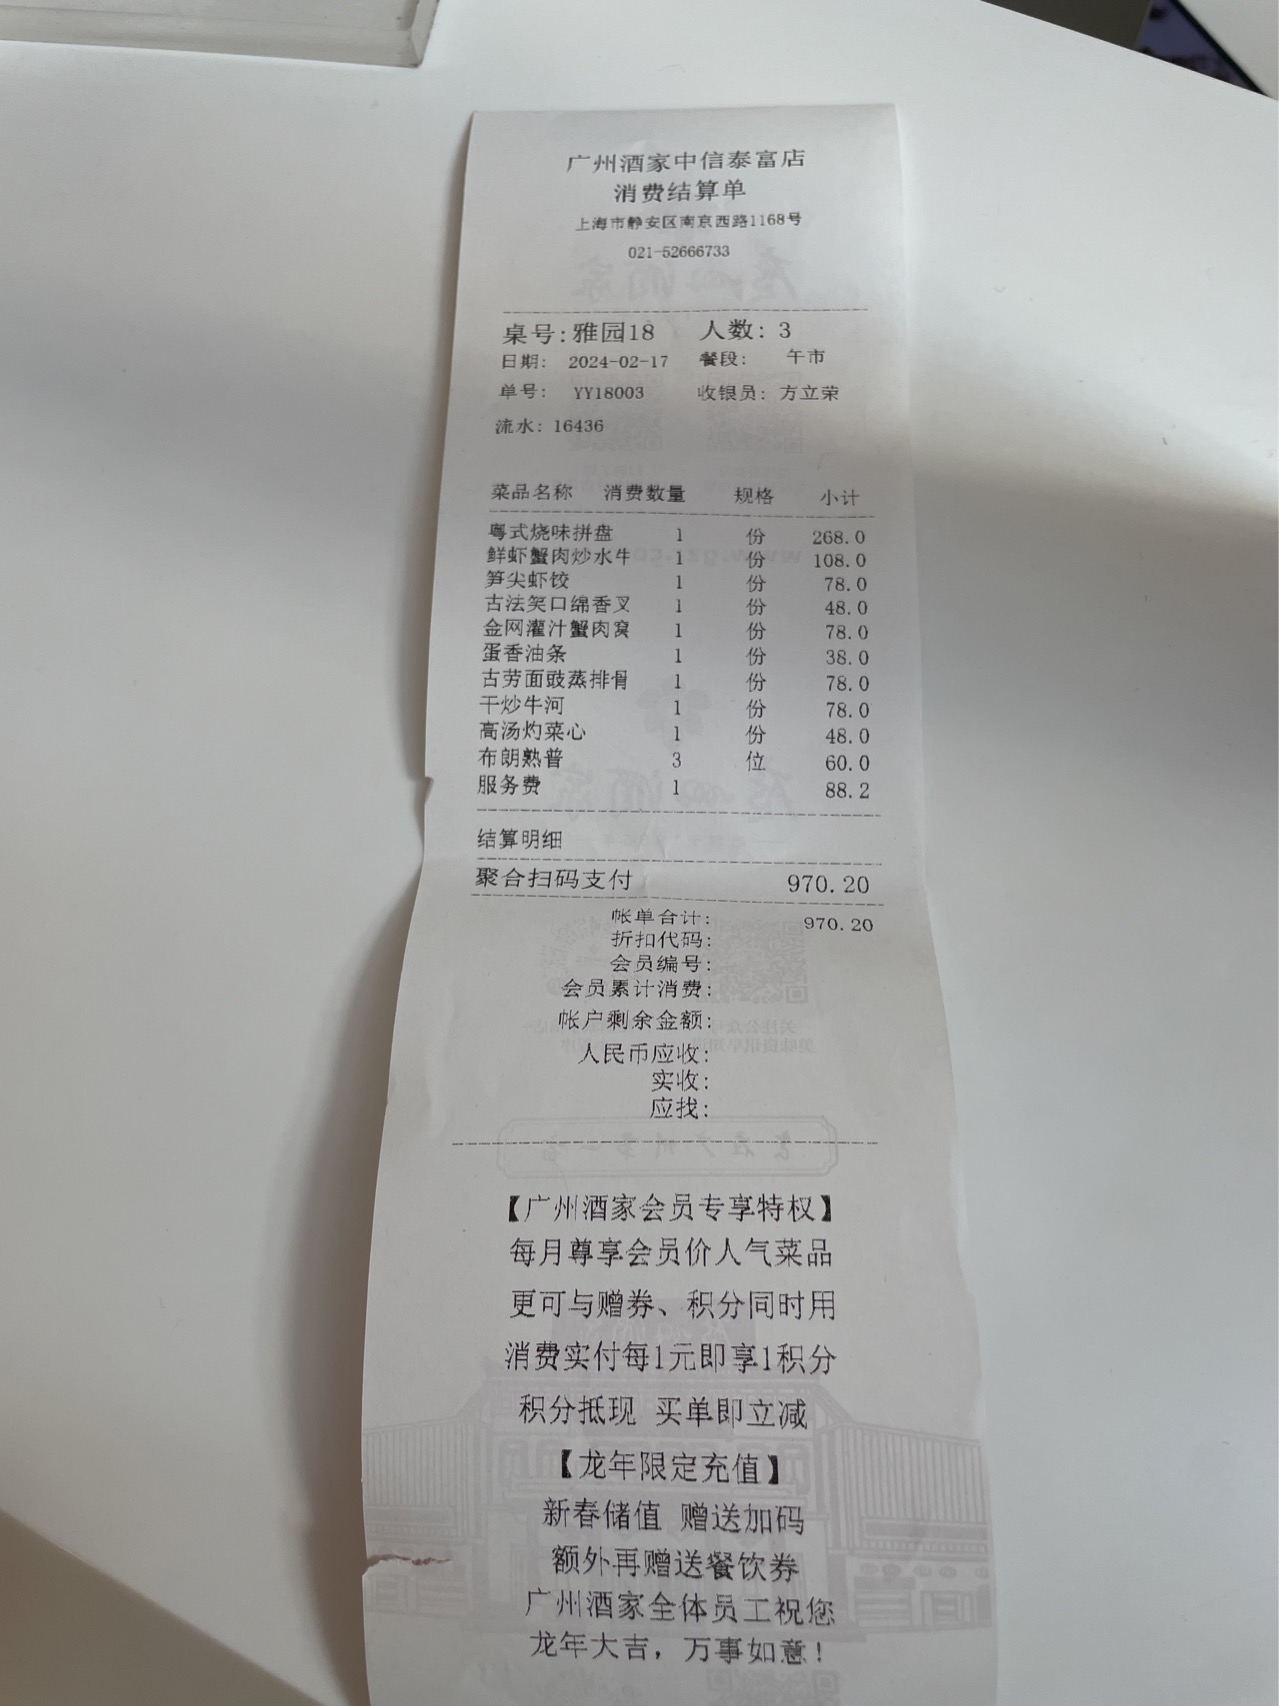 广州酒家中信泰富店
消费结算单
上海市静安区南京西路1168号
021-52666733
桌号:雅园18 人数: 3
日期: 2024-02-17 餐段: 午市
单号: YY18003 收银员: 方立荣
流水: 16436
菜品名称 消费数量 规格 小计
粤式烧味拼盘 1 份 268.0
鲜虾蟹肉炒水牛 1 份 108.0
笋尖虾饺 1 份 78.0
古法笑口绵香叉 1 份 48.0
金网灌汁蟹肉窝 1 份 78.0
蛋香油条 1 份 38.0
古劳面豉蒸排骨 1 份 78.0
干炒牛河 1 份 78.0
高汤灼菜心 1 份 48.0
布朗熟普 3 位 60.0
服务费 1 88.2
结算明细
聚合扫码支付 970.20
帐单合计: 970.20
折扣代码:
会员编号:
会员累计消费:
帐户剩余金额:
人民币应收:
实收:
应找:
【广州酒家会员专享特权】
每月尊享会员价人气菜品
更可与赠券、积分同时用
消费实付每1元即享1积分
积分抵现 买单即立减
【龙年限定充值】
新春储值 赠送加码
额外再赠送餐饮券
广州酒家全体员工祝您
龙年大吉，万事如意!